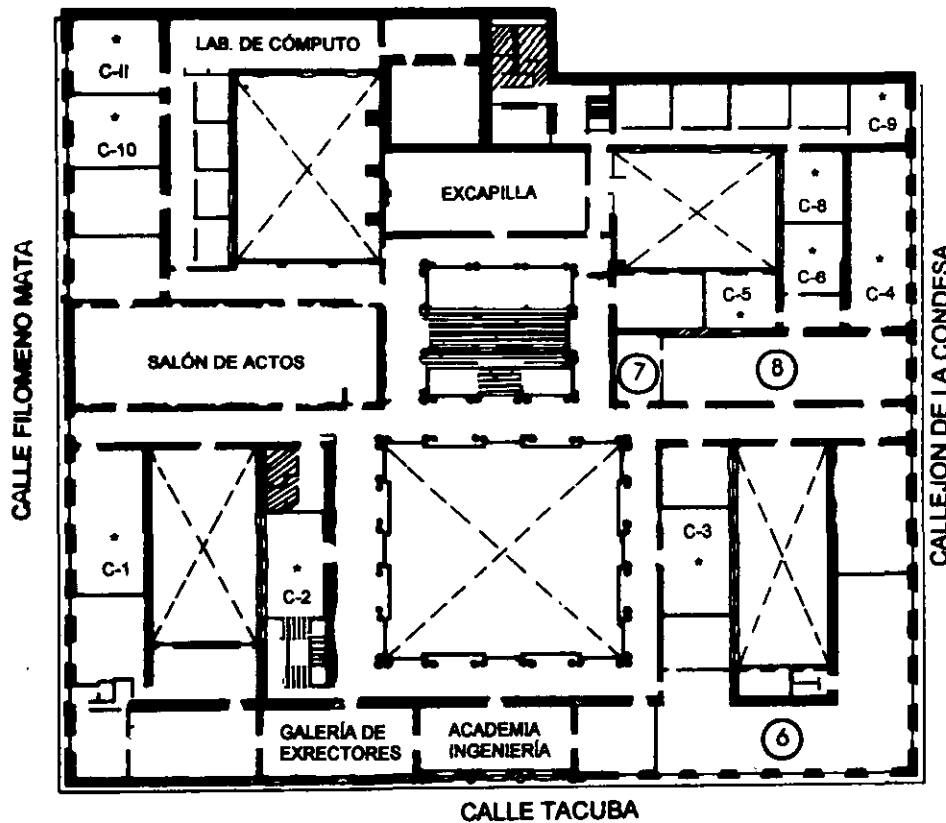 LAB. DE CÓMPUTO
* C-II
* C-10
* C-9
EXCAPILLA
* C-8
C-6
C-5 *
* C-4
SALÓN DE ACTOS
7
8
CALLE FILOMENO MATA
CALLEJON DE LA CONDESA
* C-1
* C-2
C-3 *
GALERÍA DE
EXRECTORES
ACADEMIA
INGENIERÍA
6
CALLE TACUBA